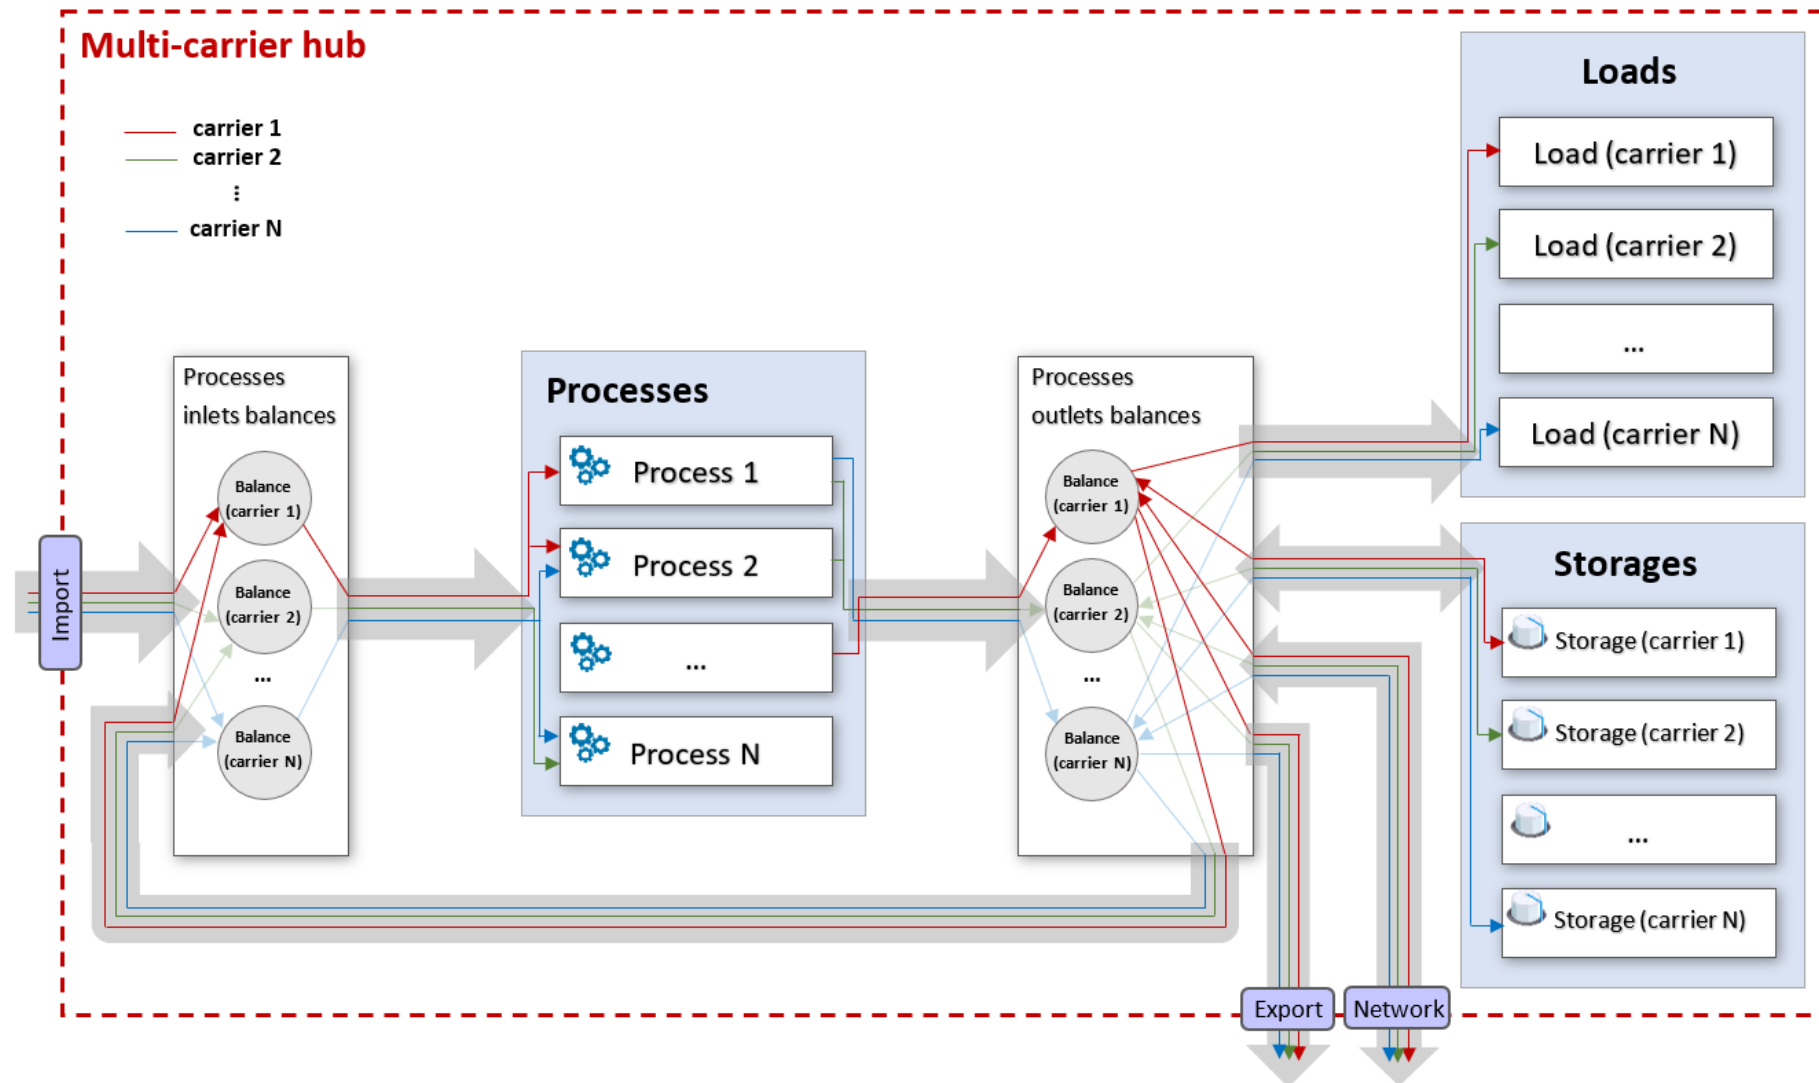 Multi-carrier hub
carrier 1
carrier 2
⋮
carrier N
Import
Processes
inlets balances
Balance
(carrier 1)
Balance
(carrier 2)
...
Balance
(carrier N)
Processes
Process 1
Process 2
...
Process N
Processes
outlets balances
Balance
(carrier 1)
Balance
(carrier 2)
...
Balance
(carrier N)
Loads
Load (carrier 1)
Load (carrier 2)
...
Load (carrier N)
Storages
Storage (carrier 1)
Storage (carrier 2)
...
Storage (carrier N)
Export
Network